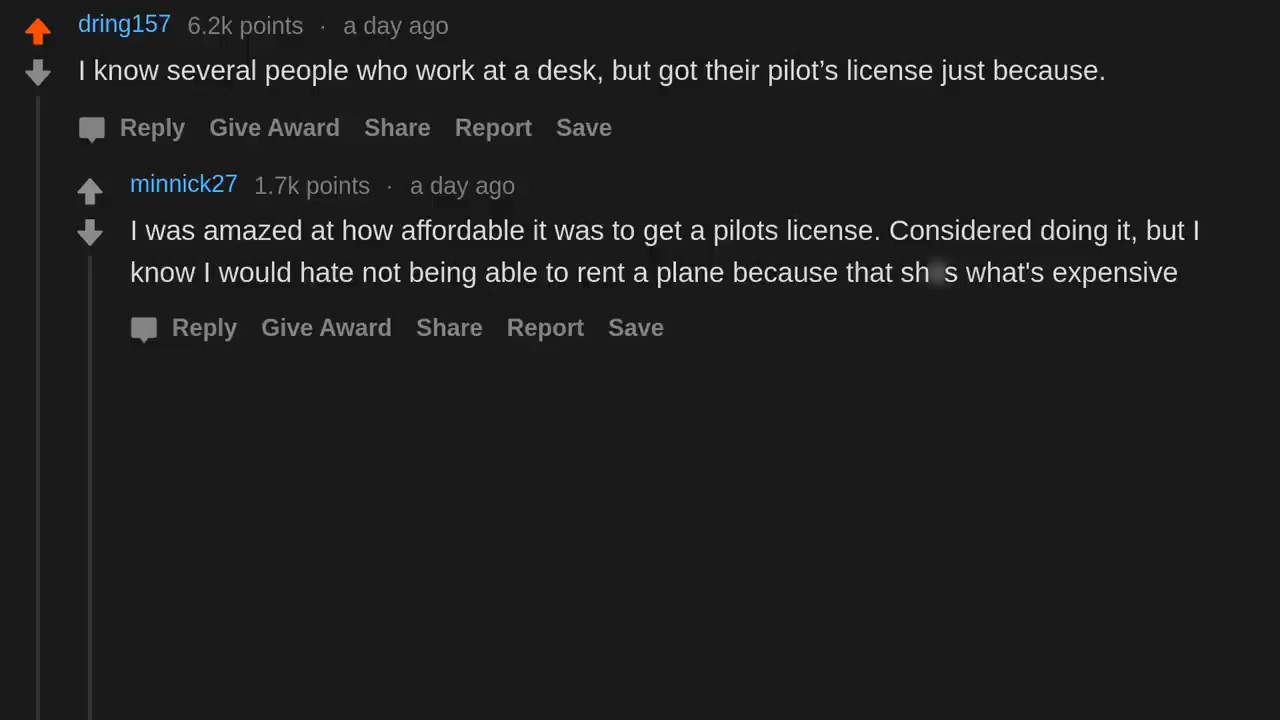 dring157 6.2k points · a day ago
I know several people who work at a desk, but got their pilot’s license just because.
Reply Give Award Share Report Save
minnick27 1.7k points · a day ago
I was amazed at how affordable it was to get a pilots license. Considered doing it, but I
know I would hate not being able to rent a plane because that what's expensive
Reply Give Award Share Report Save